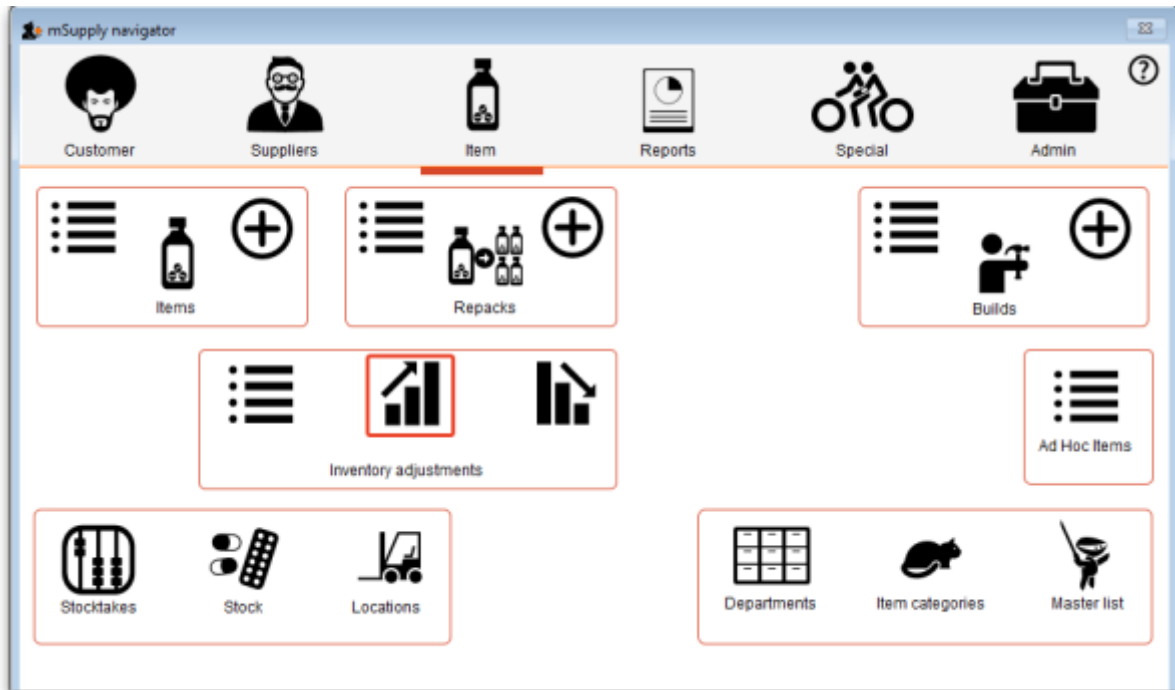 mSupply navigator
Customer
Suppliers
Item
Reports
Special
Admin
?
Items
Repacks
Builds
Inventory adjustments
Ad Hoc Items
Stocktakes
Stock
Locations
Departments
Item categories
Master list